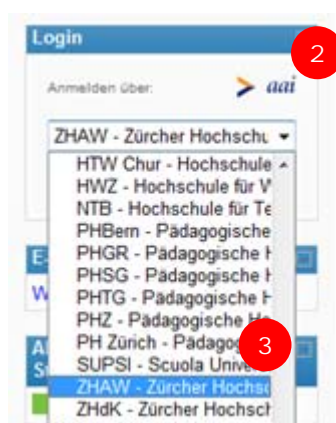 Login
2
Anmelden über:
aai
ZHAW - Zürcher Hochschu
HTW Chur - Hochschule
HWZ - Hochschule für
NTB - Hochschule für Te
PHBern - Pädagogische
PHGR - Pädagogische
PHSG - Pädagogische
PHTG - Pädagogische
PHZ - Pädagogische
PH Zürich - Pädagog
3
SUPSI - Scuola Unive
ZHAW - Zürcher Hochsc
ZHdK - Zürcher Hochsch